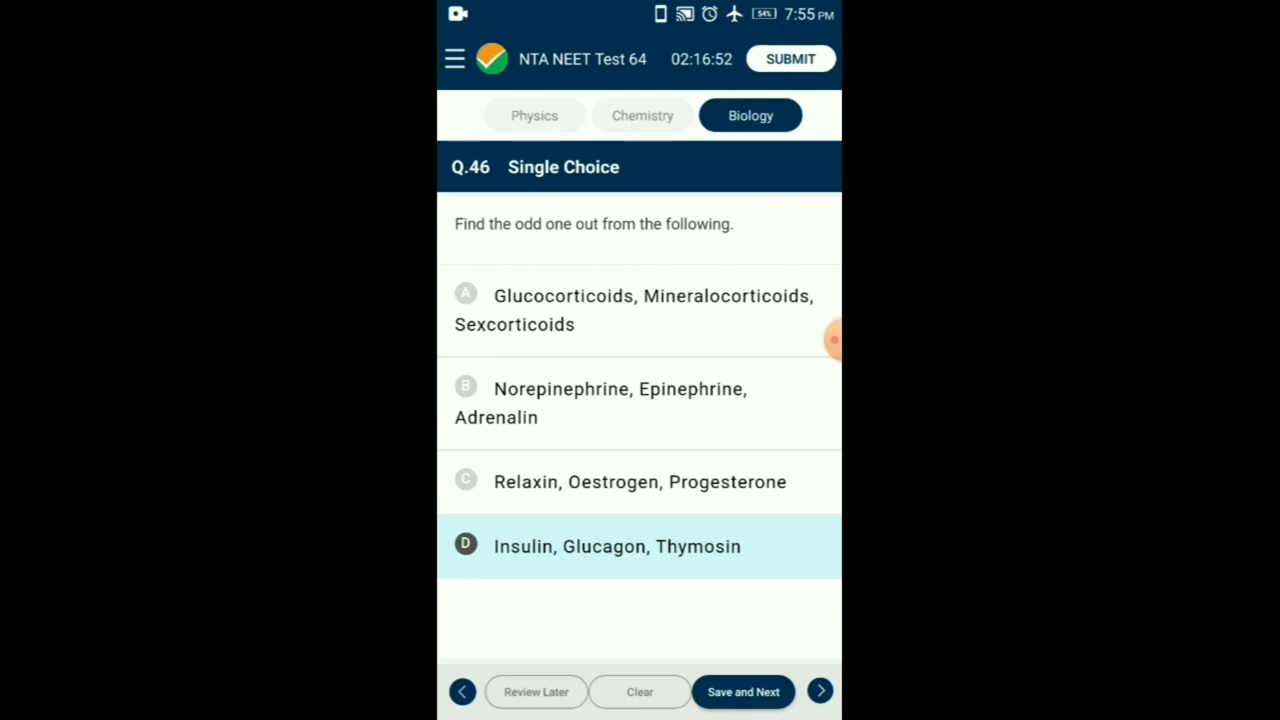 54% 7:55 PM
NTA NEET Test 64 02:16:52 SUBMIT
Physics Chemistry Biology
Q.46 Single Choice
Find the odd one out from the following.
A Glucocorticoids, Mineralocorticoids,
Sexcorticoids
B Norepinephrine, Epinephrine,
Adrenalin
C Relaxin, Oestrogen, Progesterone
D Insulin, Glucagon, Thymosin
Review Later Clear Save and Next